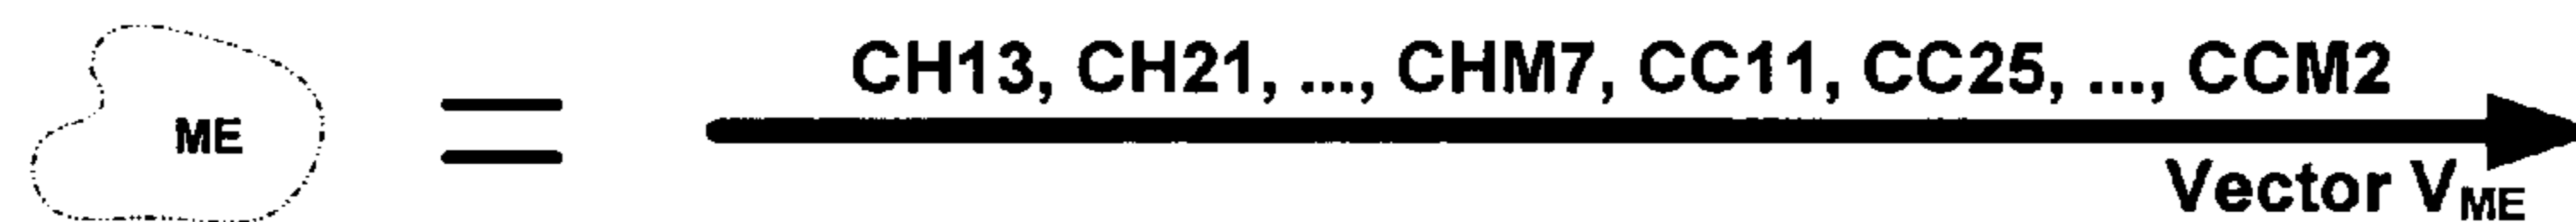 CH13, CH21, ..., CHM7, CC11, CC25, ..., CCM2
ME
Vector VME